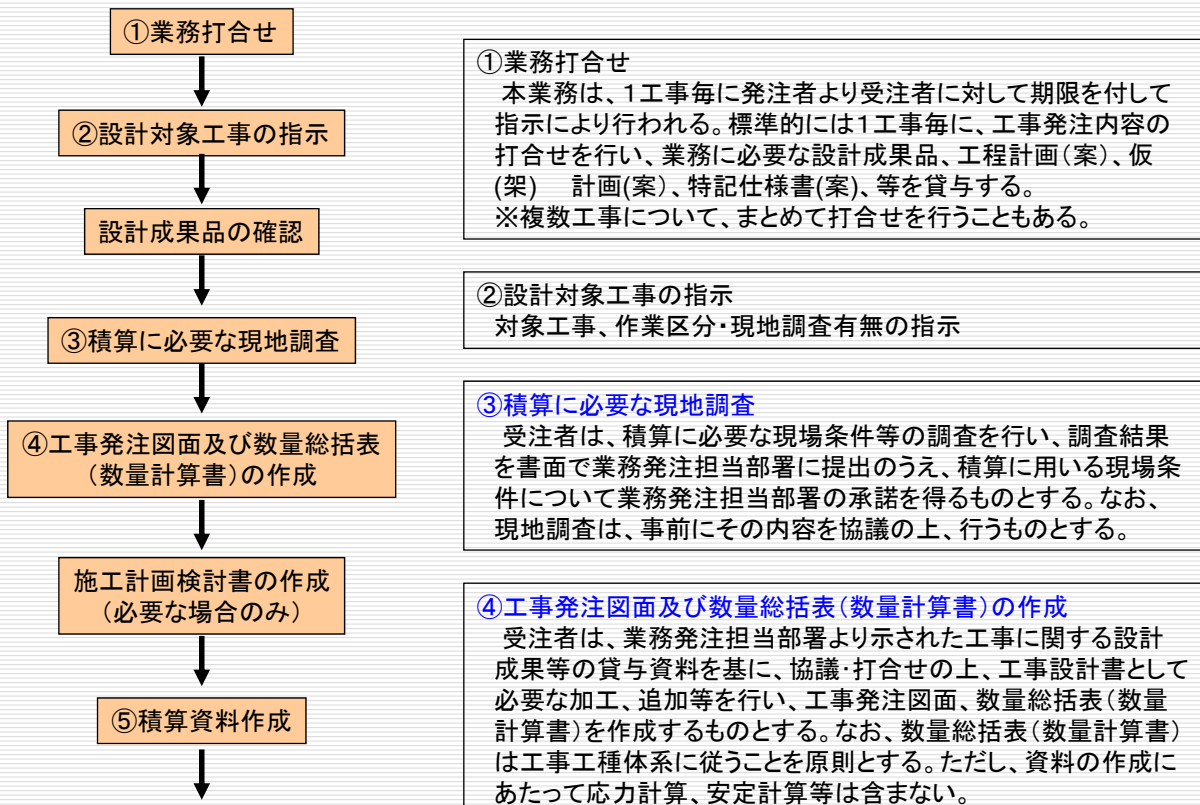 ①業務打合せ
②設計対象工事の指示
設計成果品の確認
③積算に必要な現地調査
④工事発注図面及び数量総括表
（数量計算書）の作成
施工計画検討書の作成
（必要な場合のみ）
⑤積算資料作成
①業務打合せ
本業務は、１工事毎に発注者より受注者に対して期限を付して
指示により行われる。標準的には１工事毎に、工事発注内容の
打合せを行い、業務に必要な設計成果品、工程計画（案）、仮
(架)　計画(案）、特記仕様書(案)、等を貸与する。
※複数工事について、まとめて打合せを行うこともある。
②設計対象工事の指示
対象工事、作業区分・現地調査有無の指示
③積算に必要な現地調査
受注者は、積算に必要な現場条件等の調査を行い、調査結果
を書面で業務発注担当部署に提出のうえ、積算に用いる現場条
件について業務発注担当部署の承諾を得るものとする。なお、
現地調査は、事前にその内容を協議の上、行うものとする。
④工事発注図面及び数量総括表（数量計算書）の作成
受注者は、業務発注担当部署より示された工事に関する設計
成果等の貸与資料を基に、協議・打合せの上、工事設計書として
必要な加工、追加等を行い、工事発注図面、数量総括表（数量
計算書）を作成するものとする。なお、数量総括表（数量計算書）
は工事工種体系に従うことを原則とする。ただし、資料の作成に
あたって応力計算、安定計算等は含まない。